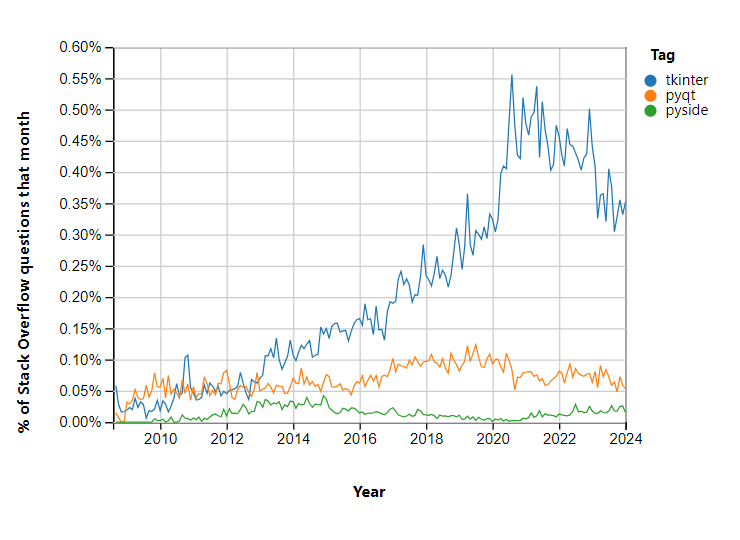 0.60%
0.55%
0.50%
0.45%
0.40%
0.35%
0.30%
0.25%
0.20%
0.15%
0.10%
0.05%
0.00%
% of Stack Overflow questions that month
2010 2012 2014 2016 2018 2020 2022 2024
Year
Tag
tkinter
pyqt
pyside